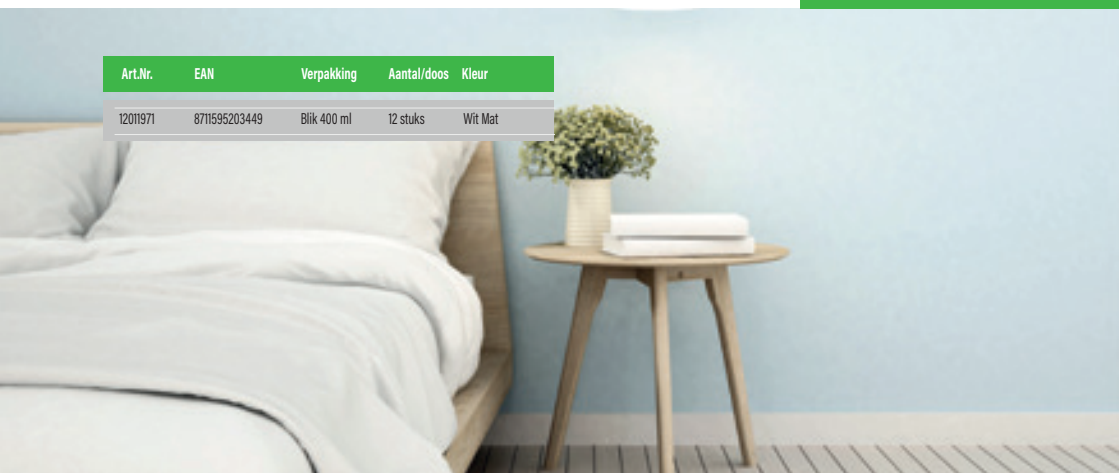 Art.Nr. EAN Verpakking Aantal/doos Kleur
12011971 8711595203449 Blik 400 ml 12 stuks Wit Mat